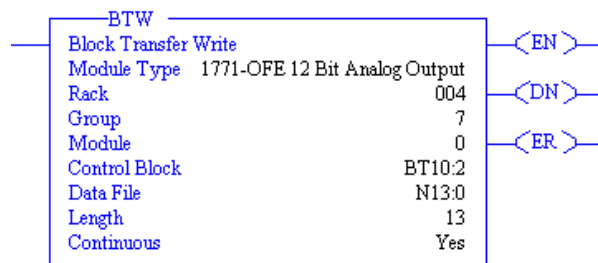 BTW
Block Transfer Write
EN
Module Type 1771-OFE 12 Bit Analog Output
Rack 004
DN
Group 7
Module 0
ER
Control Block BT10:2
Data File N13:0
Length 13
Continuous Yes